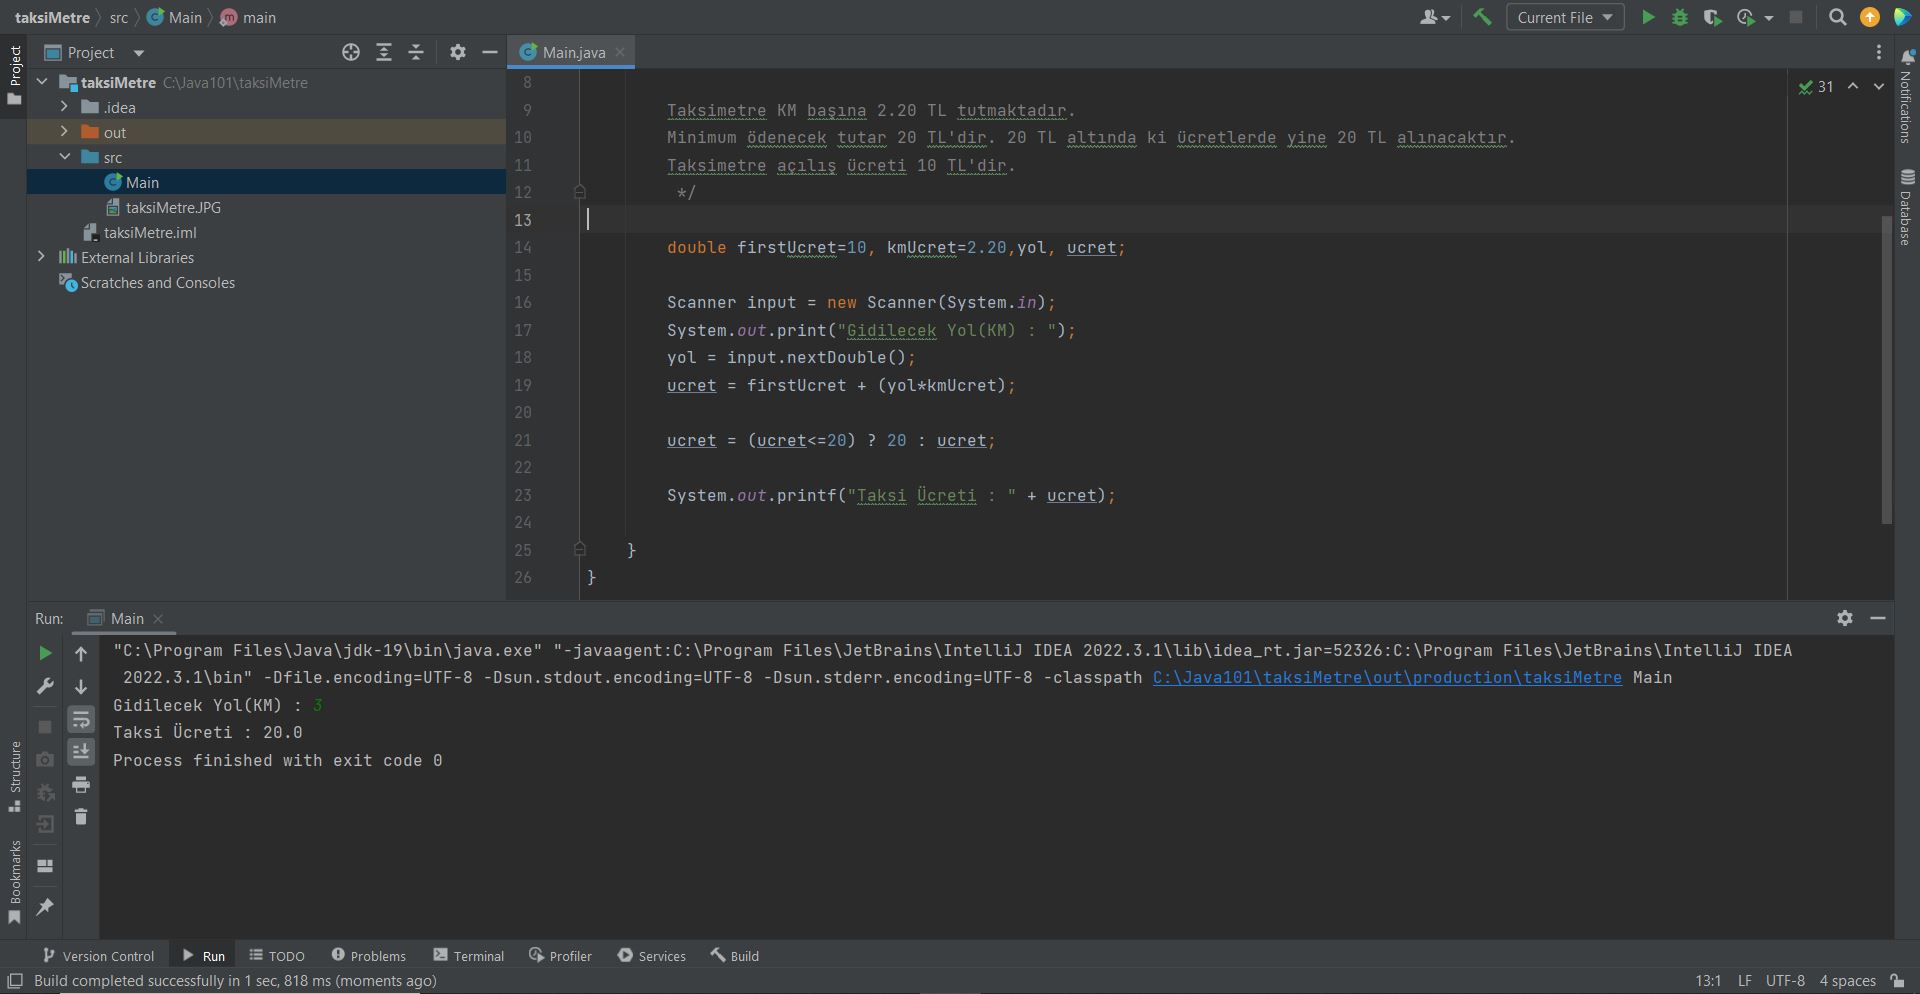 taksiMetre src Main main
Current File
Project
Main.java
taksiMetre C:\Java101\taksiMetre
.idea
out
src
Main
taksiMetre.JPG
taksiMetre.iml
External Libraries
Scratches and Consoles
Project
Structure
Bookmarks
31
8
9 Taksimetre KM başına 2.20 TL tutmaktadır.
10 Minimum ödenecek tutar 20 TL'dir. 20 TL altında ki ücretlerde yine 20 TL alınacaktır.
11 Taksimetre açılış ücreti 10 TL'dir.
12 */
13
14 double firstUcret=10, kmUcret=2.20,yol, ucret;
15
16 Scanner input = new Scanner(System.in);
17 System.out.print("Gidilecek Yol(KM) : ");
18 yol = input.nextDouble();
19 ucret = firstUcret + (yol*kmUcret);
20
21 ucret = (ucret<=20) ? 20 : ucret;
22
23 System.out.printf("Taksi Ücreti : " + ucret);
24
25 }
26 }
Notifications
Database
Run: Main
"C:\Program Files\Java\jdk-19\bin\java.exe" "-javaagent:C:\Program Files\JetBrains\IntelliJ IDEA 2022.3.1\lib\idea_rt.jar=52326:C:\Program Files\JetBrains\IntelliJ IDEA
2022.3.1\bin" -Dfile.encoding=UTF-8 -Dsun.stdout.encoding=UTF-8 -Dsun.stderr.encoding=UTF-8 -classpath C:\Java101\taksiMetre\out\production\taksiMetre Main
Gidilecek Yol(KM) : 3
Taksi Ücreti : 20.0
Process finished with exit code 0
Version Control Run TODO Problems Terminal Profiler Services Build
Build completed successfully in 1 sec, 818 ms (moments ago)
13:1 LF UTF-8 4 spaces